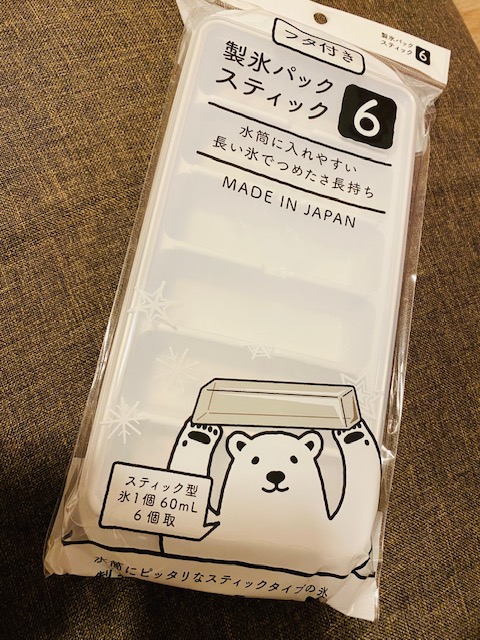 フタ付き
製氷パック
スティック 6
製氷パック
スティック 6
水筒に入れやすい
長い氷でつめたさ長持ち
MADE IN JAPAN
スティック型
氷1個60mL
6個取
水筒にピッタリなスティックタイプの氷